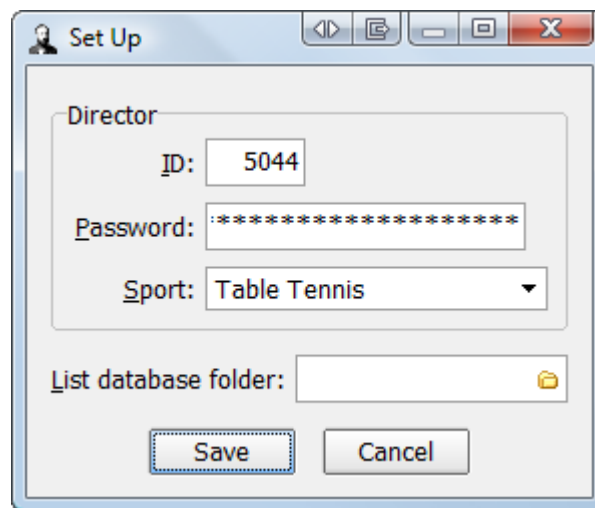 Set Up
Director
ID: 5044
Password: :*******************
Sport: Table Tennis
List database folder:
Save Cancel